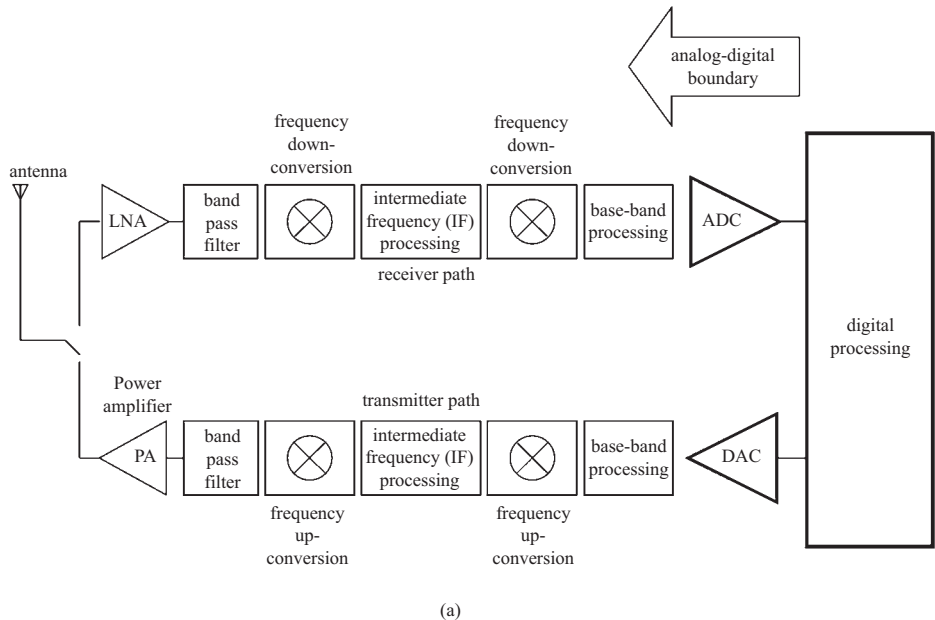 analog-digital
boundary
frequency
down-
conversion
frequency
down-
conversion
antenna
LNA
band
pass
filter
intermediate
frequency (IF)
processing
base-band
processing
ADC
receiver path
digital
processing
Power
amplifier
transmitter path
PA
band
pass
filter
intermediate
frequency (IF)
processing
base-band
processing
DAC
frequency
up-
conversion
frequency
up-
conversion
(a)